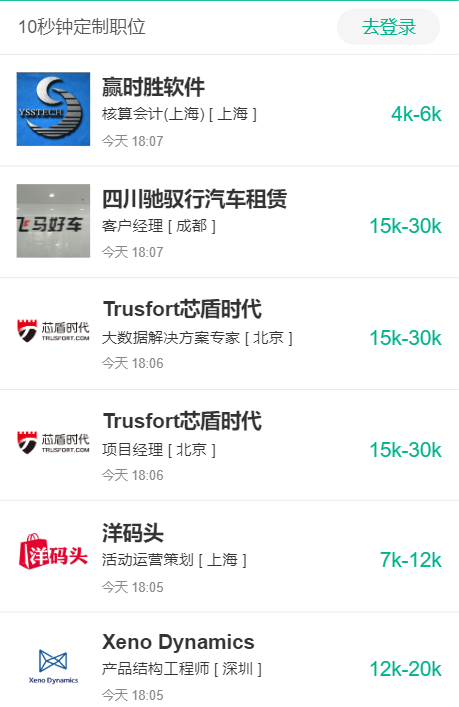 10秒钟定制职位
去登录
YSSTECH
赢时胜软件
核算会计(上海) [ 上海 ]
4k-6k
今天 18:07
飞马好车
四川驰驭行汽车租赁
客户经理 [ 成都 ]
15k-30k
今天 18:07
芯盾时代
TRUSFORT.COM
Trusfort芯盾时代
大数据解决方案专家 [ 北京 ]
15k-30k
今天 18:06
芯盾时代
TRUSFORT.COM
Trusfort芯盾时代
项目经理 [ 北京 ]
15k-30k
今天 18:06
洋码头
洋码头
活动运营策划 [ 上海 ]
7k-12k
今天 18:05
Xeno Dynamics
Xeno Dynamics
产品结构工程师 [ 深圳 ]
12k-20k
今天 18:05